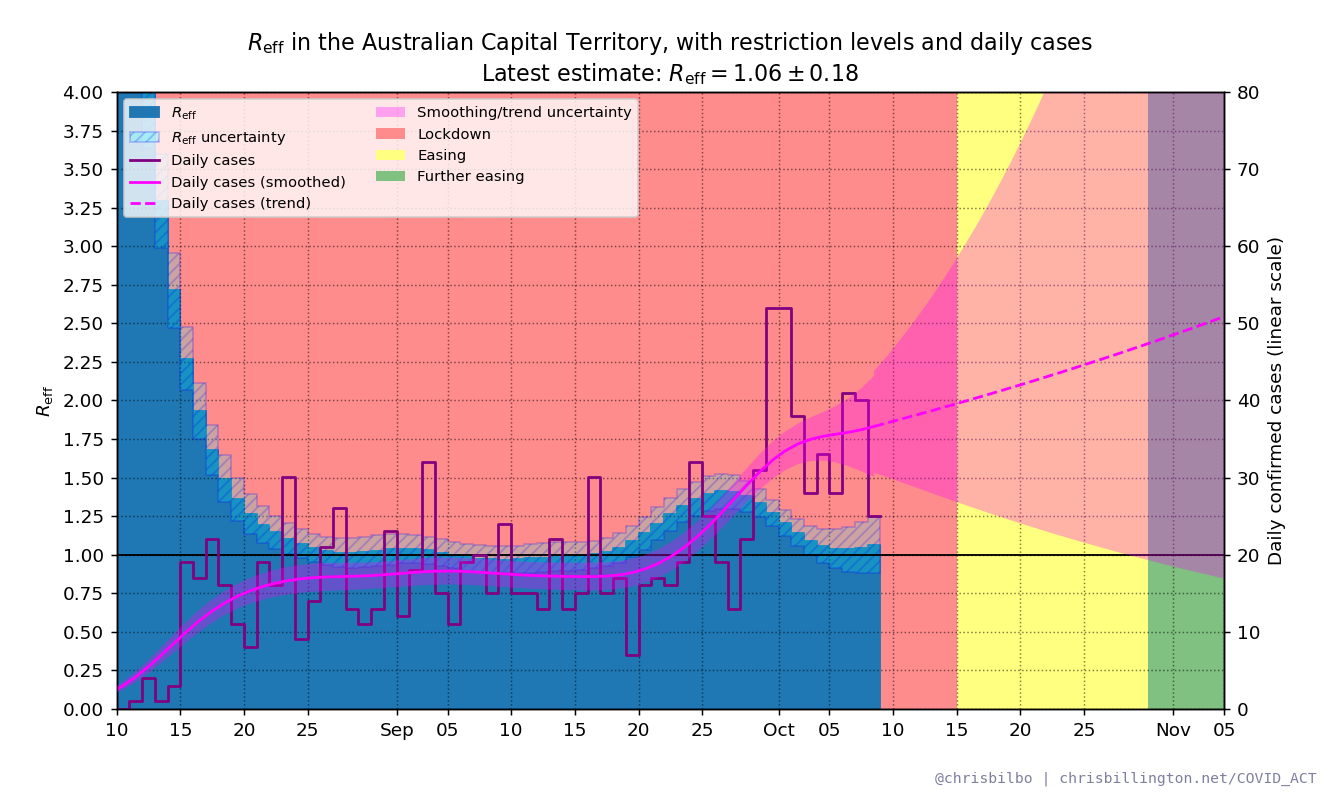 Reff in the Australian Capital Territory, with restriction levels and daily cases
Latest estimate: Reff = 1.06 ± 0.18
Reff
Reff uncertainty
Daily cases
Daily cases (smoothed)
Daily cases (trend)
Smoothing/trend uncertainty
Lockdown
Easing
Further easing
4.00
3.75
3.50
3.25
3.00
2.75
2.50
2.25
2.00
1.75
1.50
1.25
1.00
0.75
0.50
0.25
0.00
Reff
80
70
60
50
40
30
20
10
0
Daily confirmed cases (linear scale)
10 15 20 25 Sep 05 10 15 20 25 Oct 05 10 15 20 25 Nov 05
@chrisbilbo | chrisbillington.net/COVID_ACT